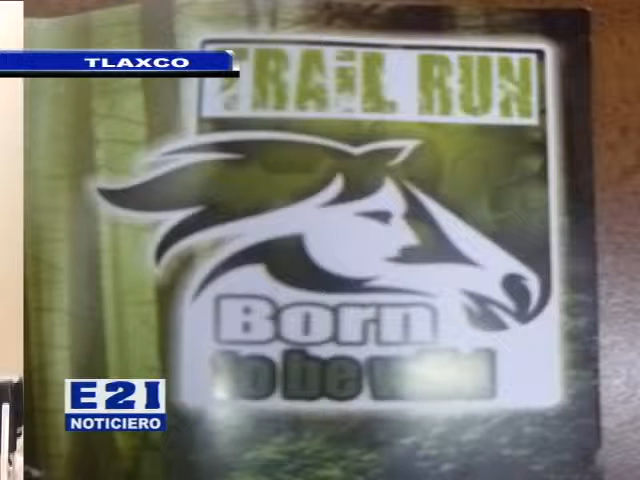 TLAXCO
TRAIL RUN
Born
to be wild
E21
NOTICIERO